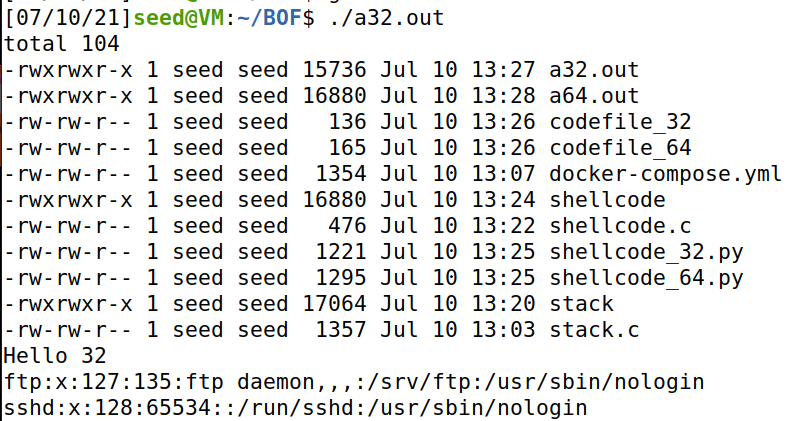 [07/10/21]seed@VM:~/BOF$ ./a32.out
total 104
-rwxrwxr-x 1 seed seed 15736 Jul 10 13:27 a32.out
-rwxrwxr-x 1 seed seed 16880 Jul 10 13:28 a64.out
-rw-rw-r-- 1 seed seed   136 Jul 10 13:26 codefile_32
-rw-rw-r-- 1 seed seed   165 Jul 10 13:26 codefile_64
-rw-rw-r-- 1 seed seed  1354 Jul 10 13:07 docker-compose.yml
-rwxrwxr-x 1 seed seed 16880 Jul 10 13:24 shellcode
-rw-rw-r-- 1 seed seed   476 Jul 10 13:22 shellcode.c
-rw-rw-r-- 1 seed seed  1221 Jul 10 13:25 shellcode_32.py
-rw-rw-r-- 1 seed seed  1295 Jul 10 13:25 shellcode_64.py
-rwxrwxr-x 1 seed seed 17064 Jul 10 13:20 stack
-rw-rw-r-- 1 seed seed  1357 Jul 10 13:03 stack.c
Hello 32
ftp:x:127:135:ftp daemon,,,:/srv/ftp:/usr/sbin/nologin
sshd:x:128:65534::/run/sshd:/usr/sbin/nologin